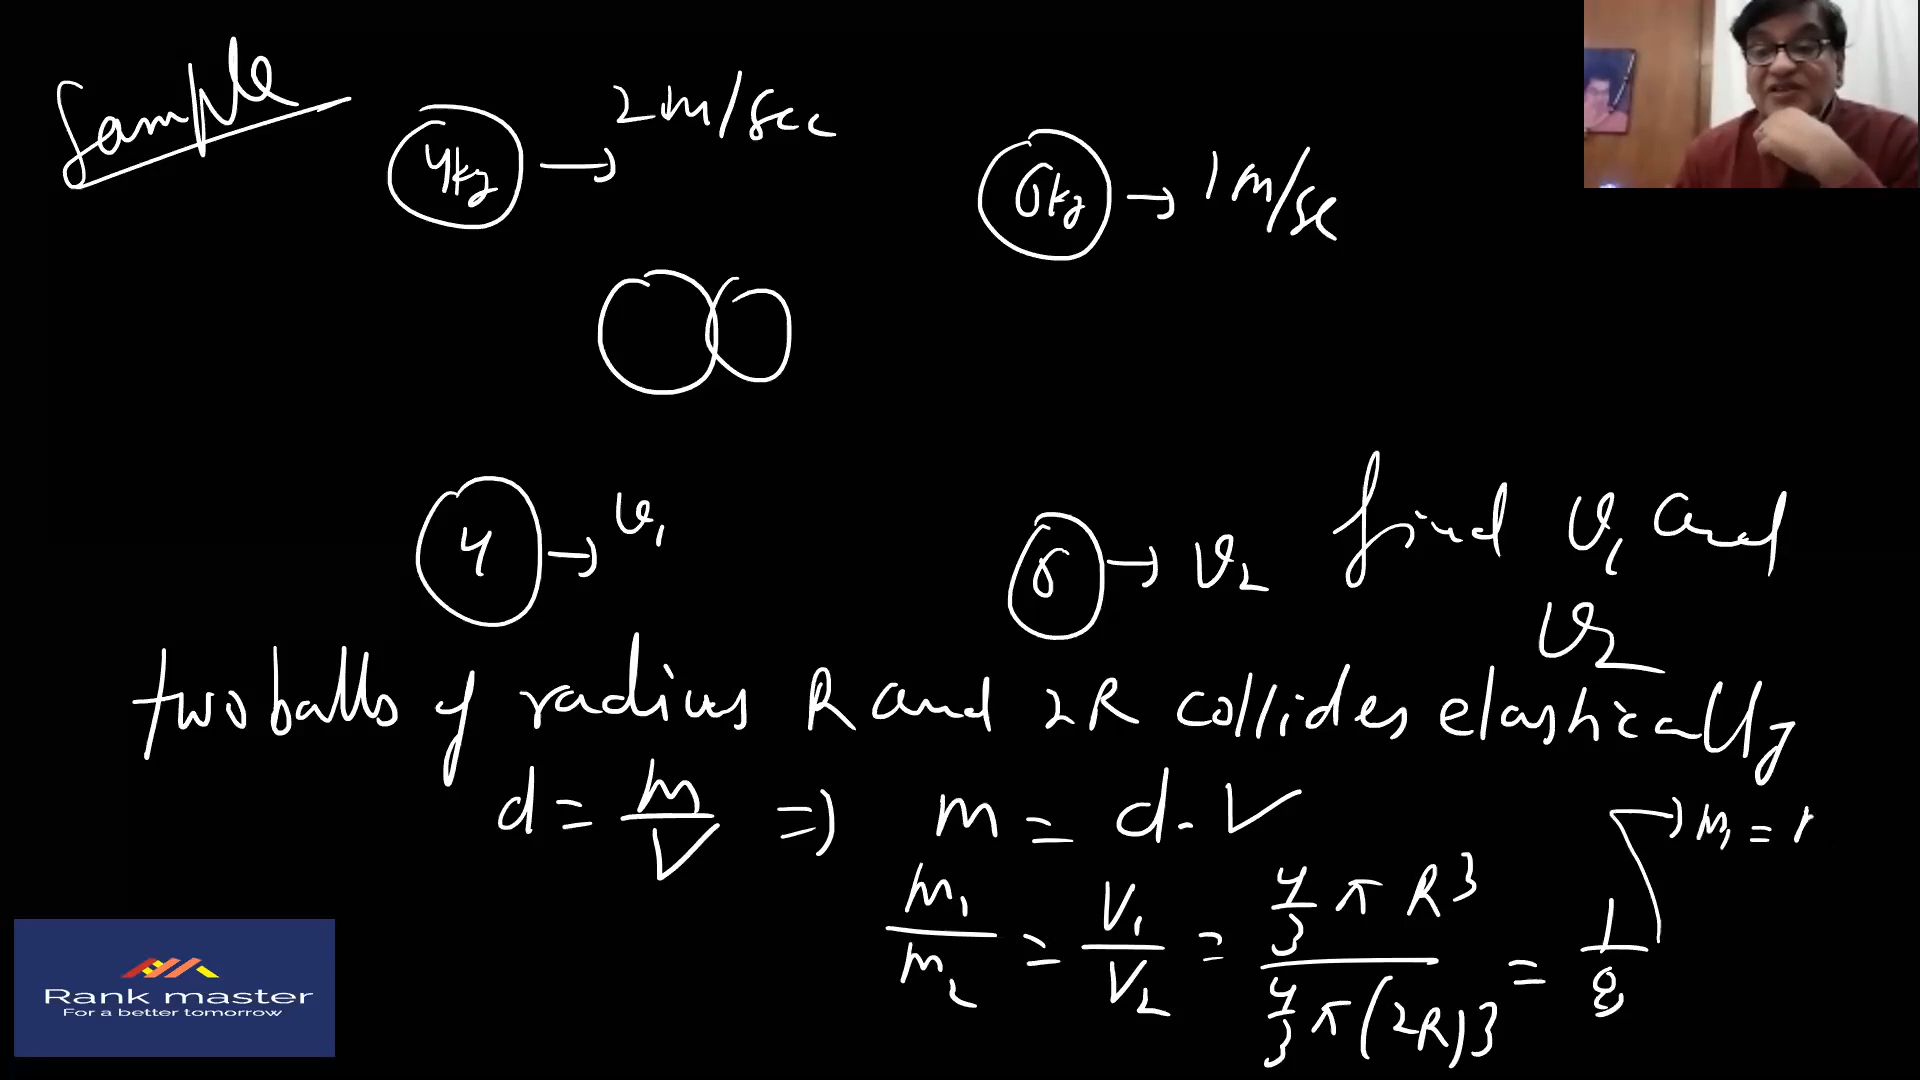 Sample
4kg → 2m/sec
6kg → 1m/sec
4 → v₁
6 → v₂
find v₁ and
v₂
two balls of radius R and 2R collides elastically
d = m/V ⇒ m = d.V
→ m₁ = 1
m₁/m₂ = V₁/V₂ = 4/3 π R³ / 4/3 π (2R)³ = 1/8
Rank master
For a better tomorrow